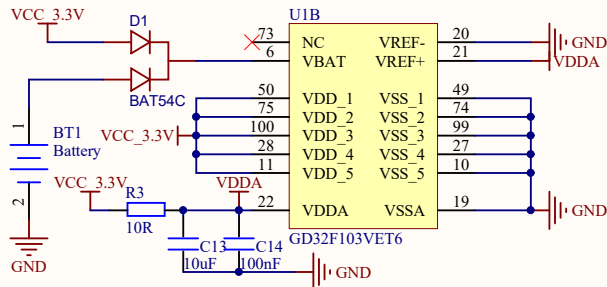 VCC_3.3V
D1
BAT54C
1
BT1
Battery
2
GND
U1B
73 NC VREF- 20 GND
6 VBAT VREF+ 21 VDDA
50 VDD_1 VSS_1 49
75 VDD_2 VSS_2 74
VCC_3.3V 100 VDD_3 VSS_3 99
28 VDD_4 VSS_4 27
11 VDD_5 VSS_5 10
VCC_3.3V R3 VDDA
10R 22 VDDA VSSA 19 GND
GD32F103VET6
C13 C14
10uF 100nF GND